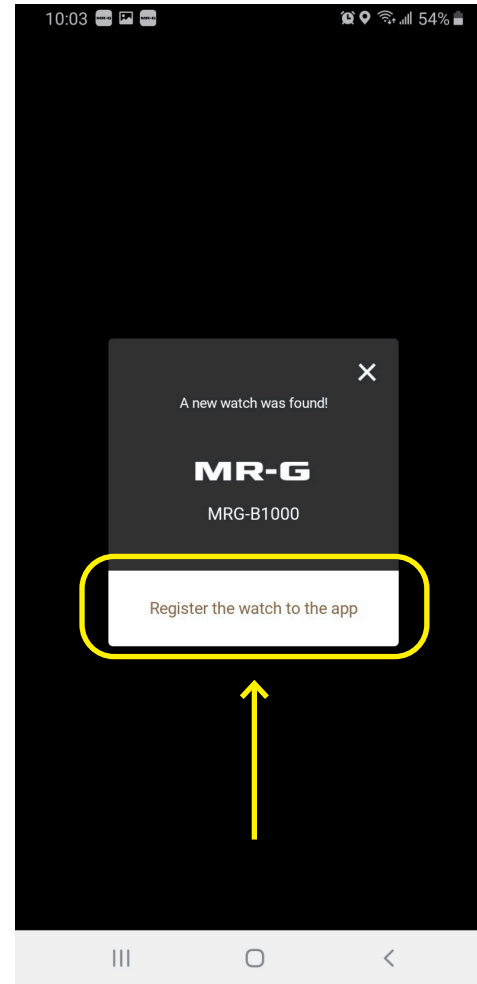 10:03
54%
A new watch was found!
MR-G
MRG-B1000
Register the watch to the app